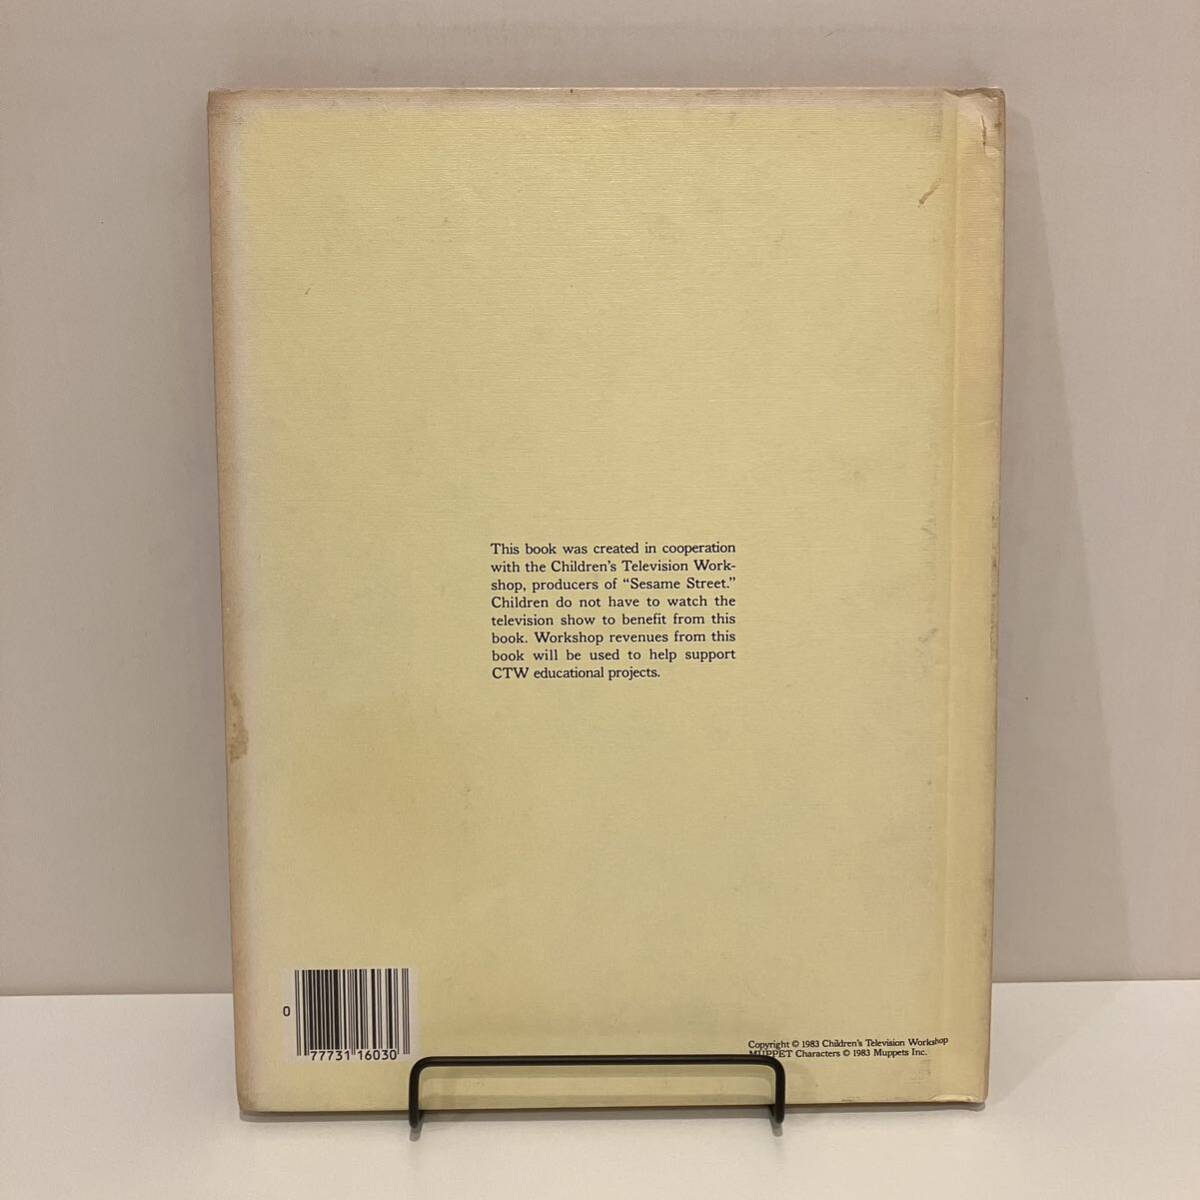 This book was created in cooperation
with the Children's Television Work-
shop, producers of "Sesame Street."
Children do not have to watch the
television show to benefit from this
book. Workshop revenues from this
book will be used to help support
CTW educational projects.
0
77731 16030
Copyright © 1983 Children's Television Workshop
MUPPET Characters © 1983 Muppets Inc.